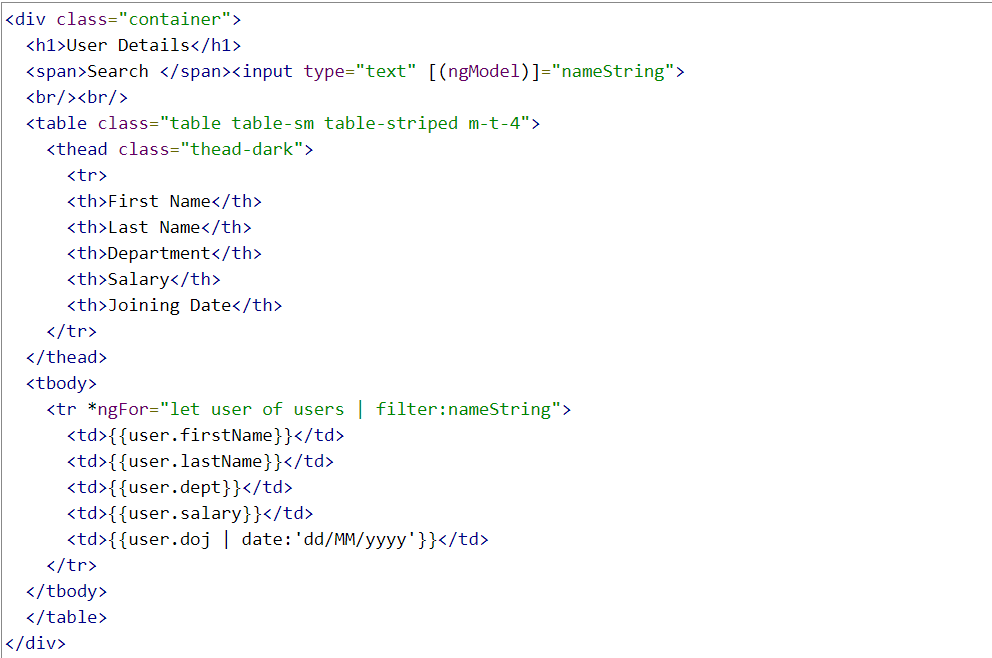 <div class="container">
  <h1>User Details</h1>
  <span>Search </span><input type="text" [(ngModel)]="nameString">
  <br/><br/>
  <table class="table table-sm table-striped m-t-4">
    <thead class="thead-dark">
      <tr>
      <th>First Name</th>
      <th>Last Name</th>
      <th>Department</th>
      <th>Salary</th>
      <th>Joining Date</th>
    </tr>
  </thead>
  <tbody>
    <tr *ngFor="let user of users | filter:nameString">
      <td>{{user.firstName}}</td>
      <td>{{user.lastName}}</td>
      <td>{{user.dept}}</td>
      <td>{{user.salary}}</td>
      <td>{{user.doj | date:'dd/MM/yyyy'}}</td>
    </tr>
  </tbody>
  </table>
</div>